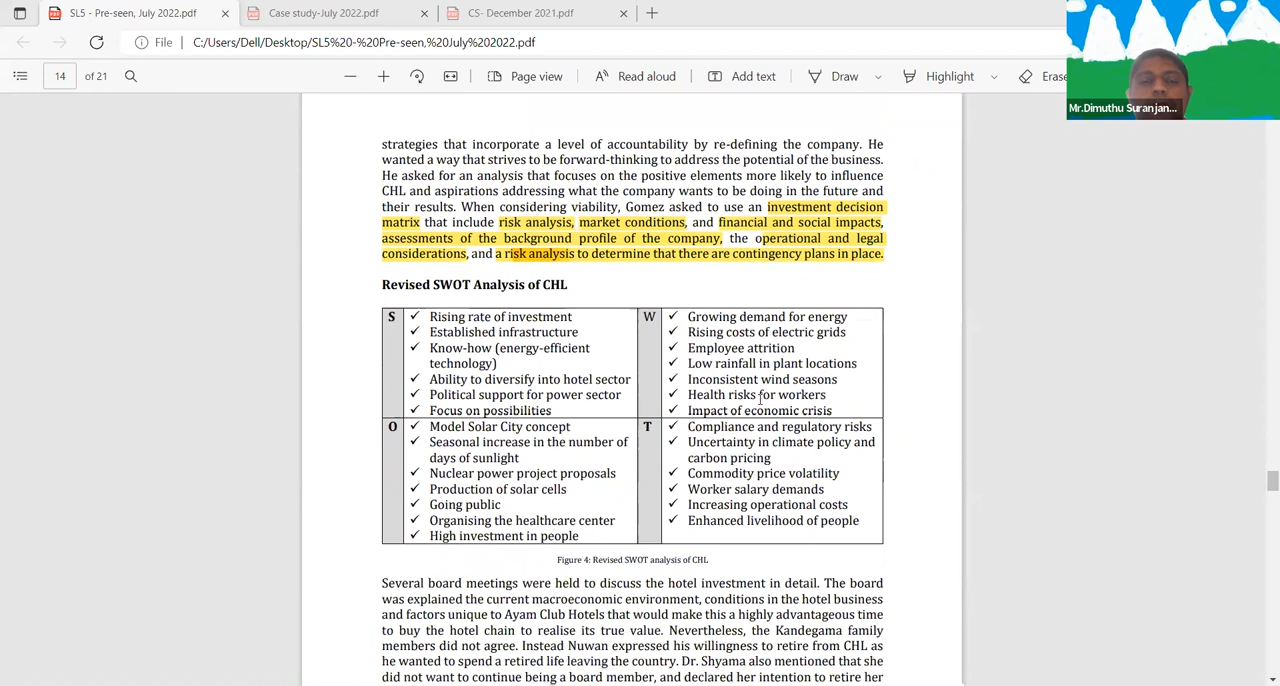 SL5 - Pre-seen, July 2022.pdf
Case study-July 2022.pdf
CS- December 2021.pdf
File
C:/Users/Dell/Desktop/SL5%20-%20Pre-seen,%20July%202022.pdf
14 of 21
Page view
Read aloud
Add text
Draw
Highlight
Erase
Mr.Dimuthu Suranjan...
strategies that incorporate a level of accountability by re-defining the company. He
wanted a way that strives to be forward-thinking to address the potential of the business.
He asked for an analysis that focuses on the positive elements more likely to influence
CHL and aspirations addressing what the company wants to be doing in the future and
their results. When considering viability, Gomez asked to use an investment decision
matrix that include risk analysis, market conditions, and financial and social impacts,
assessments of the background profile of the company, the operational and legal
considerations, and a risk analysis to determine that there are contingency plans in place.
Revised SWOT Analysis of CHL
S
✓ Rising rate of investment
✓ Established infrastructure
✓ Know-how (energy-efficient
technology)
✓ Ability to diversify into hotel sector
✓ Political support for power sector
✓ Focus on possibilities
W
✓ Growing demand for energy
✓ Rising costs of electric grids
✓ Employee attrition
✓ Low rainfall in plant locations
✓ Inconsistent wind seasons
✓ Health risks for workers
✓ Impact of economic crisis
O
✓ Model Solar City concept
✓ Seasonal increase in the number of
days of sunlight
✓ Nuclear power project proposals
✓ Production of solar cells
✓ Going public
✓ Organising the healthcare center
✓ High investment in people
T
✓ Compliance and regulatory risks
✓ Uncertainty in climate policy and
carbon pricing
✓ Commodity price volatility
✓ Worker salary demands
✓ Increasing operational costs
✓ Enhanced livelihood of people
Figure 4: Revised SWOT analysis of CHL
Several board meetings were held to discuss the hotel investment in detail. The board
was explained the current macroeconomic environment, conditions in the hotel business
and factors unique to Ayam Club Hotels that would make this a highly advantageous time
to buy the hotel chain to realise its true value. Nevertheless, the Kandegama family
members did not agree. Instead Nuwan expressed his willingness to retire from CHL as
he wanted to spend a retired life leaving the country. Dr. Shyama also mentioned that she
did not want to continue being a board member, and declared her intention to retire her